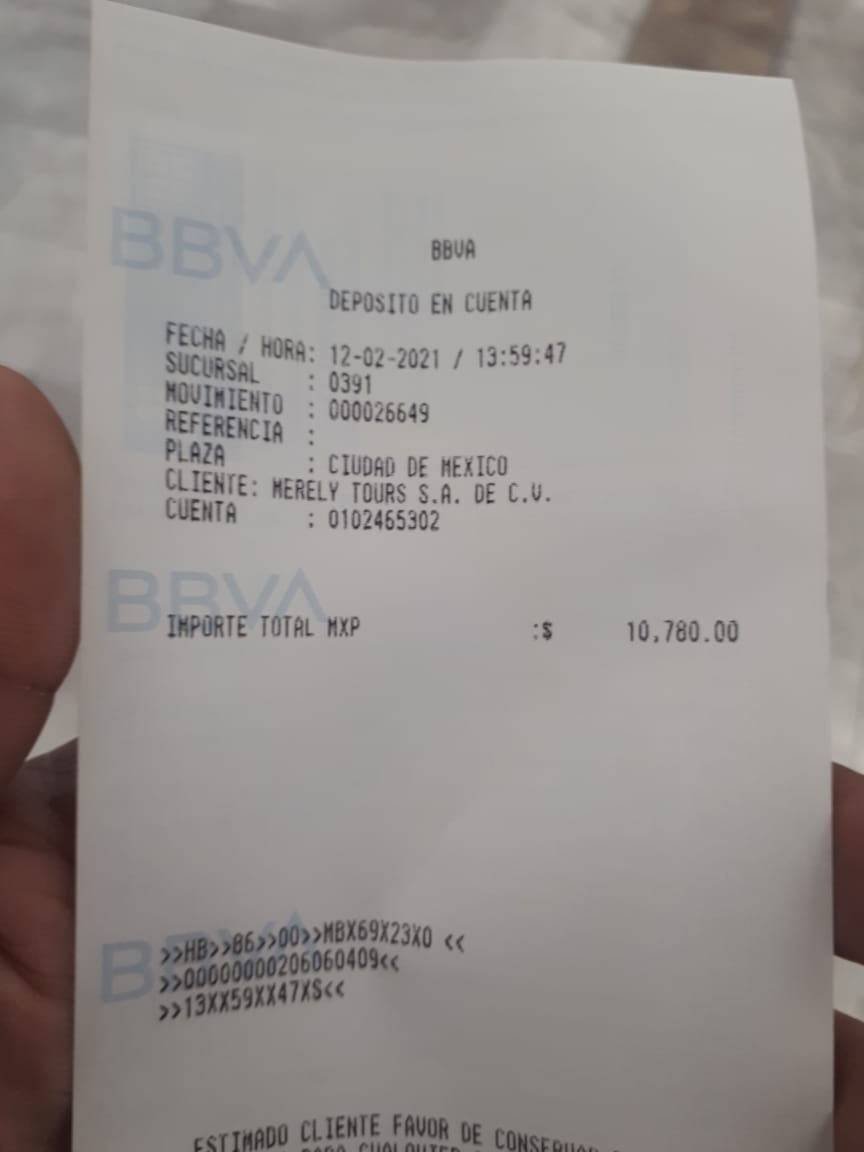 BBVA
BBVA
DEPOSITO EN CUENTA
FECHA / HORA: 12-02-2021 / 13:59:47
SUCURSAL : 0391
MOVIMIENTO : 000026649
REFERENCIA :
PLAZA : CIUDAD DE MEXICO
CLIENTE: MERELY TOURS S.A. DE C.V.
CUENTA : 0102465302
BBVA
IMPORTE TOTAL MXP :$ 10,780.00
BBVA
>>HB>>86>>00>>MBX69X23X0 <<
>>00000000206060409<<
>>13XX59XX47XS<<
ESTIMADO CLIENTE FAVOR DE